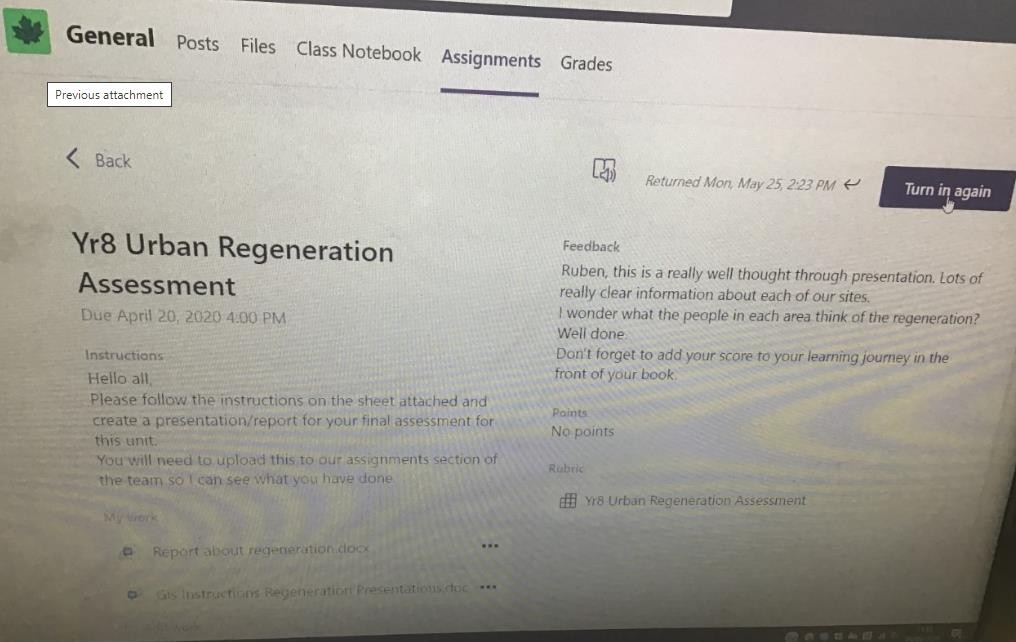 General Posts Files Class Notebook Assignments Grades
Previous attachment
Back
Returned Mon, May 25, 2:23 PM
Turn in again
Yr8 Urban Regeneration
Assessment
Due April 20, 2020 4:00 PM
Instructions
Hello all,
Please follow the instructions on the sheet attached and
create a presentation/report for your final assessment for
this unit.
You will need to upload this to our assignments section of
the team so I can see what you have done.
My work
Report about regeneration.docx
Gis Instructions Regeneration Presentations.doc
Feedback
Ruben, this is a really well thought through presentation. Lots of
really clear information about each of our sites.
I wonder what the people in each area think of the regeneration?
Well done.
Don't forget to add your score to your learning journey in the
front of your book.
Points
No points
Rubric
Yr8 Urban Regeneration Assessment